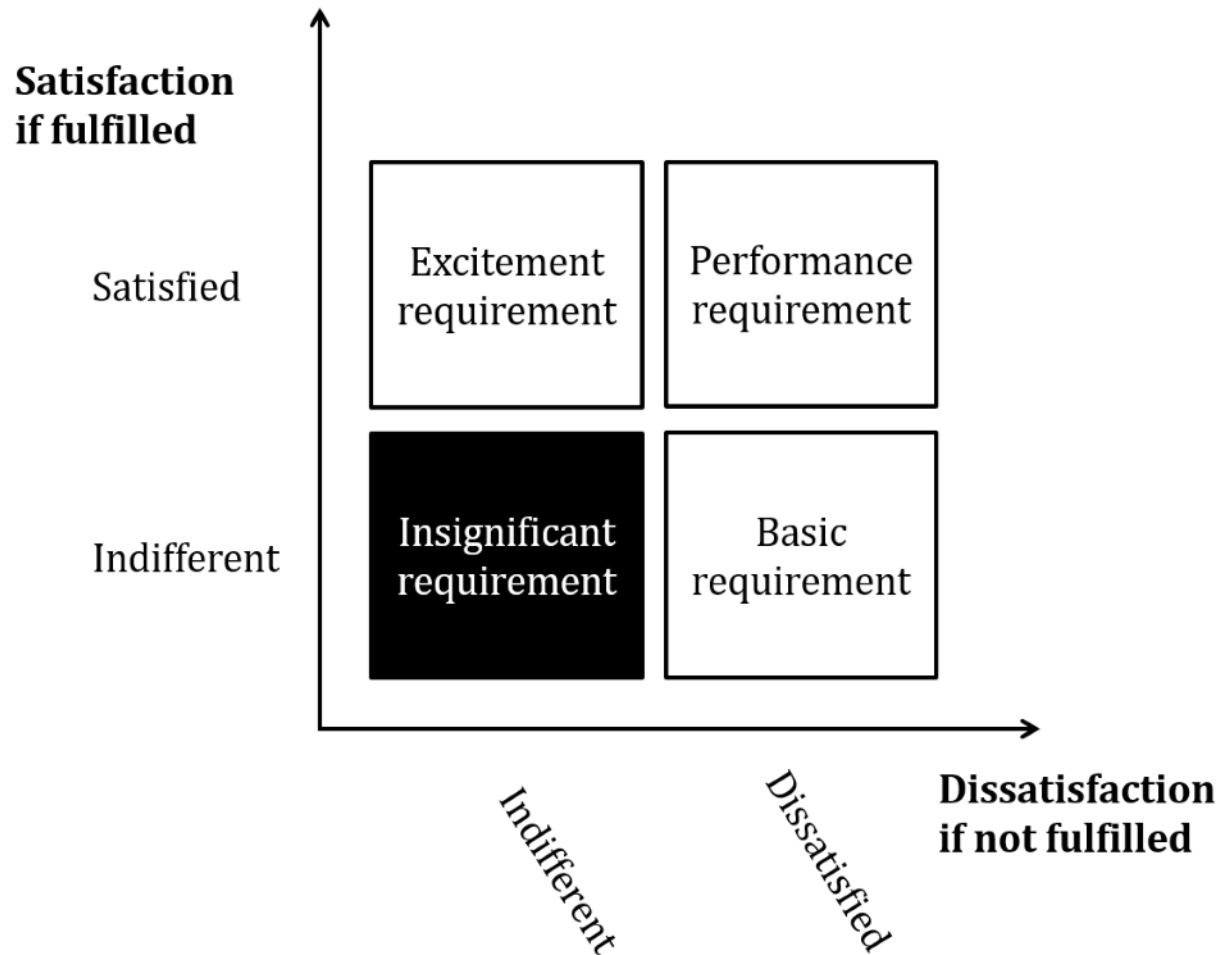 Satisfaction
if fulfilled
Satisfied
Excitement
requirement
Performance
requirement
Indifferent
Insignificant
requirement
Basic
requirement
Indifferent
Dissatisfied
Dissatisfaction
if not fulfilled